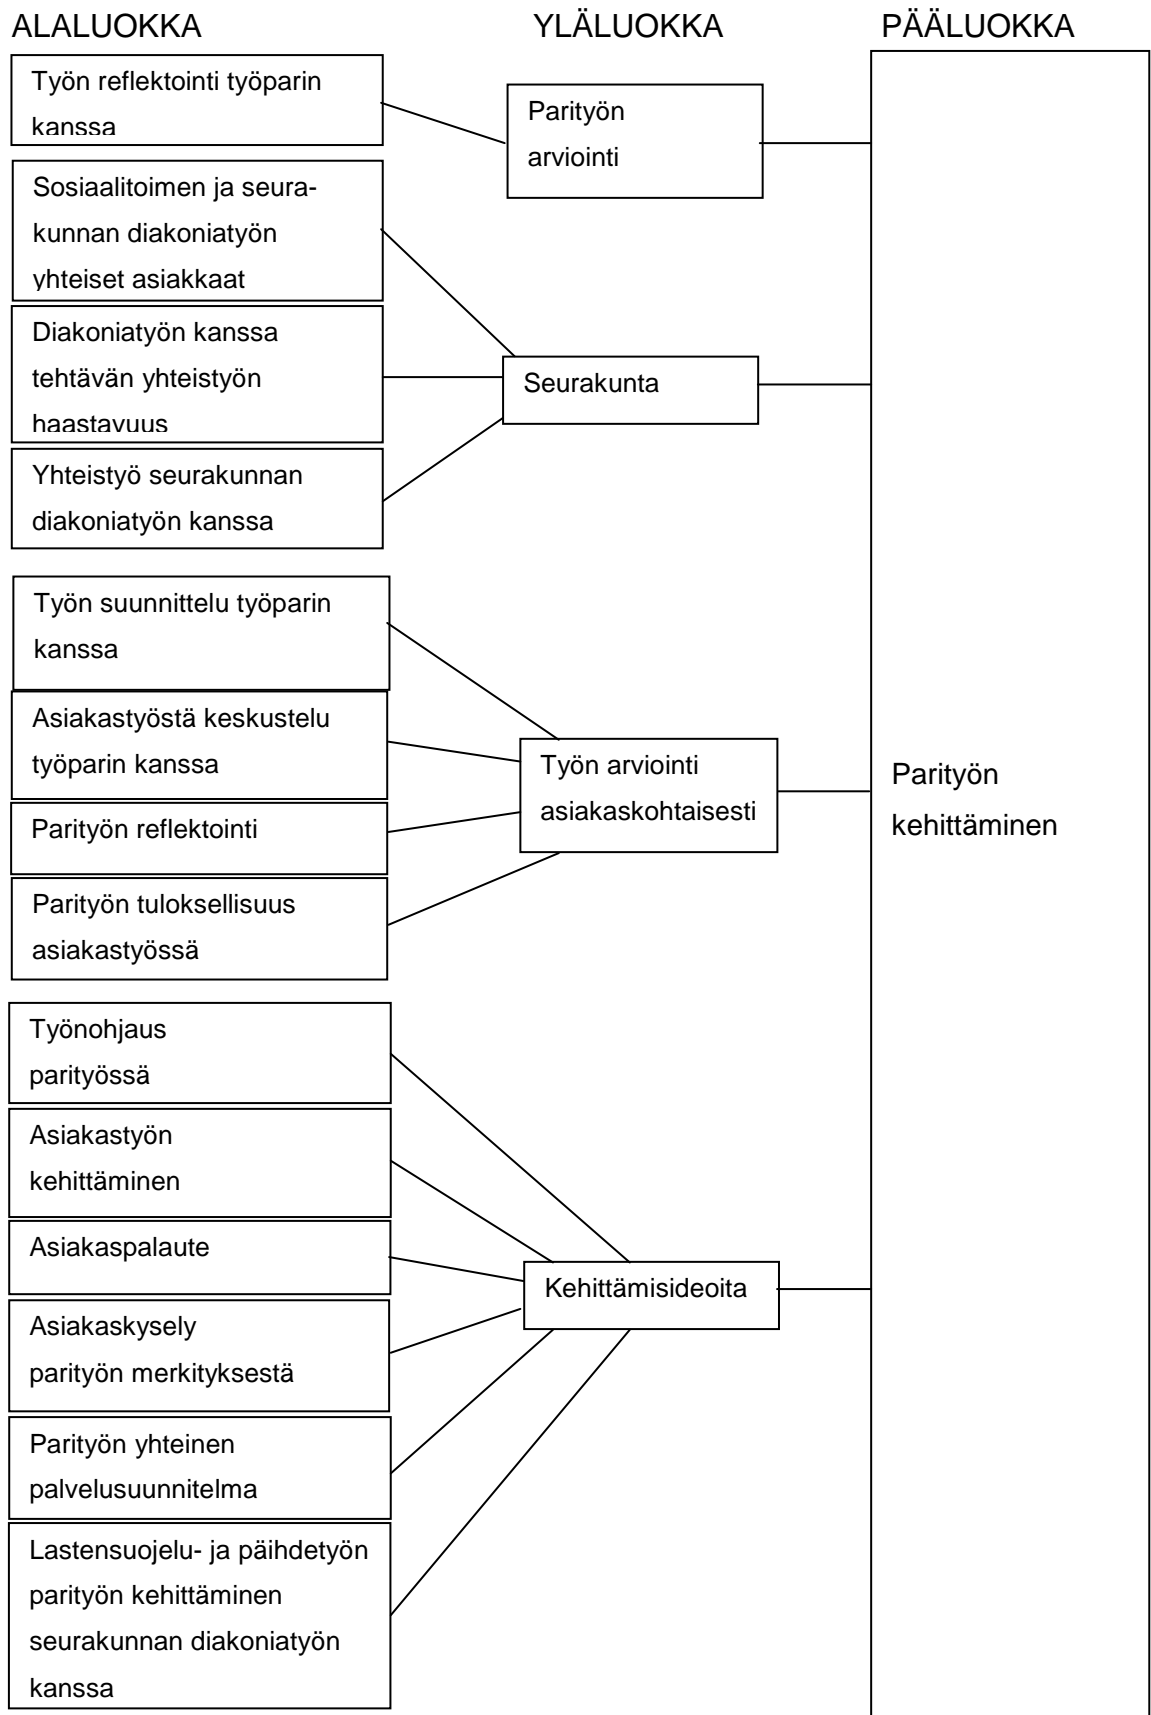 ALALUOKKA
YLÄLUOKKA
PÄÄLUOKKA
Työn reflektointi työparin
kanssa
Parityön
arviointi
Sosiaalitoimen ja seura-
kunnan diakoniatyön
yhteiset asiakkaat
Diakoniatyön kanssa
tehtävän yhteistyön
haastavuus
Seurakunta
Yhteistyö seurakunnan
diakoniatyön kanssa
Työn suunnittelu työparin
kanssa
Asiakastyöstä keskustelu
työparin kanssa
Parityön reflektointi
Parityön tuloksellisuus
asiakastyössä
Työn arviointi
asiakaskohtaisesti
Parityön
kehittäminen
Työnohjaus
parityössä
Asiakastyön
kehittäminen
Asiakaspalaute
Asiakaskysely
parityön merkityksestä
Parityön yhteinen
palvelusuunnitelma
Lastensuojelu- ja päihdetyön
parityön kehittäminen
seurakunnan diakoniatyön
kanssa
Kehittämisideoita